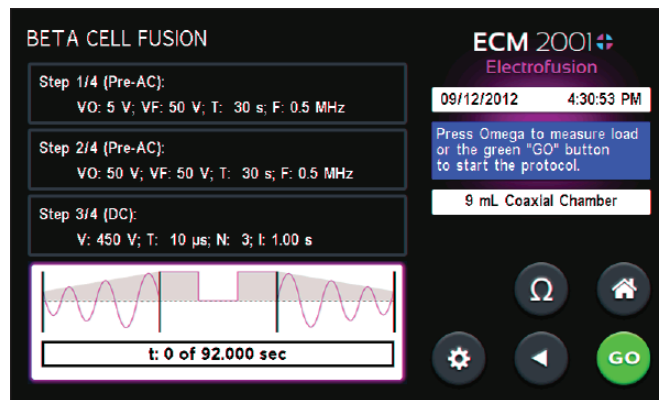 BETA CELL FUSION
Step 1/4 (Pre-AC):
VO: 5 V; VF: 50 V; T: 30 s; F: 0.5 MHz
Step 2/4 (Pre-AC):
VO: 50 V; VF: 50 V; T: 30 s; F: 0.5 MHz
Step 3/4 (DC):
V: 450 V; T: 10 µs; N: 3; I: 1.00 s
t: 0 of 92.000 sec
ECM 2001
Electrofusion
09/12/2012 4:30:53 PM
Press Omega to measure load
or the green "GO" button
to start the protocol.
9 mL Coaxial Chamber
Ω
GO